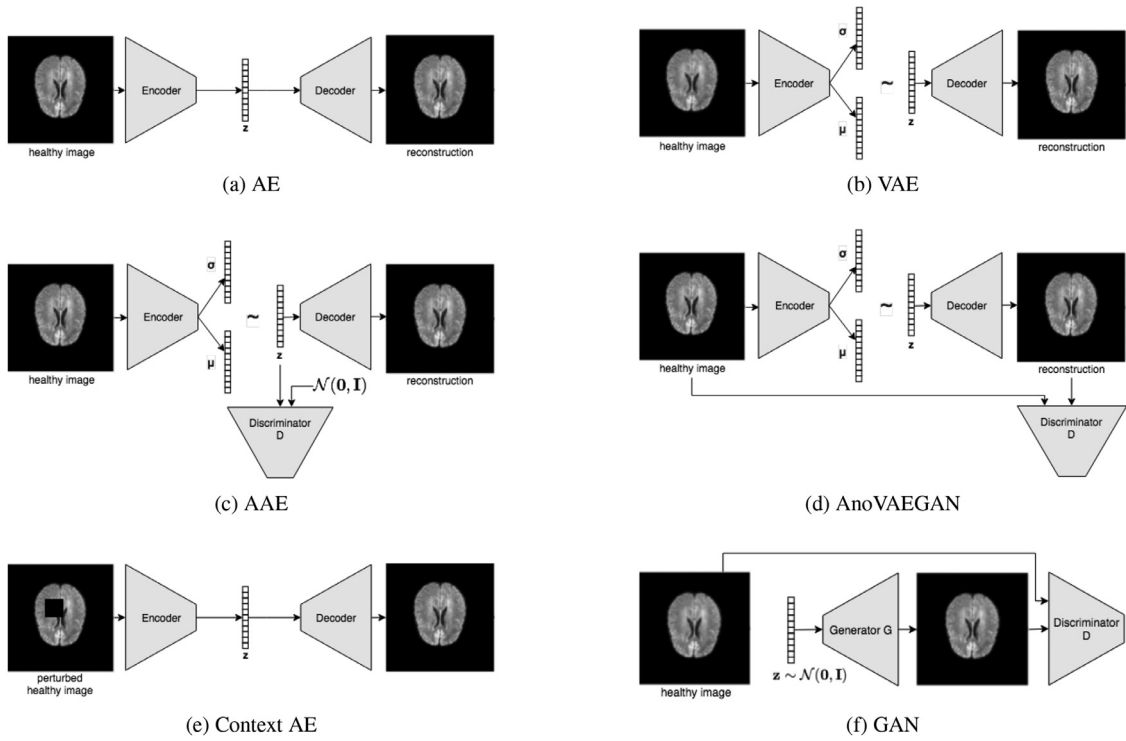 Encoder
z
Decoder
healthy image
reconstruction
(a) AE
σ
Encoder
μ
~
z
Decoder
healthy image
reconstruction
(b) VAE
σ
Encoder
μ
~
z
Decoder
healthy image
reconstruction
N(0, I)
Discriminator
D
(c) AAE
σ
Encoder
μ
~
z
Decoder
healthy image
reconstruction
Discriminator
D
(d) AnoVAEGAN
Encoder
z
Decoder
perturbed
healthy image
(e) Context AE
Generator G
Discriminator
D
z ~ N(0, I)
healthy image
(f) GAN